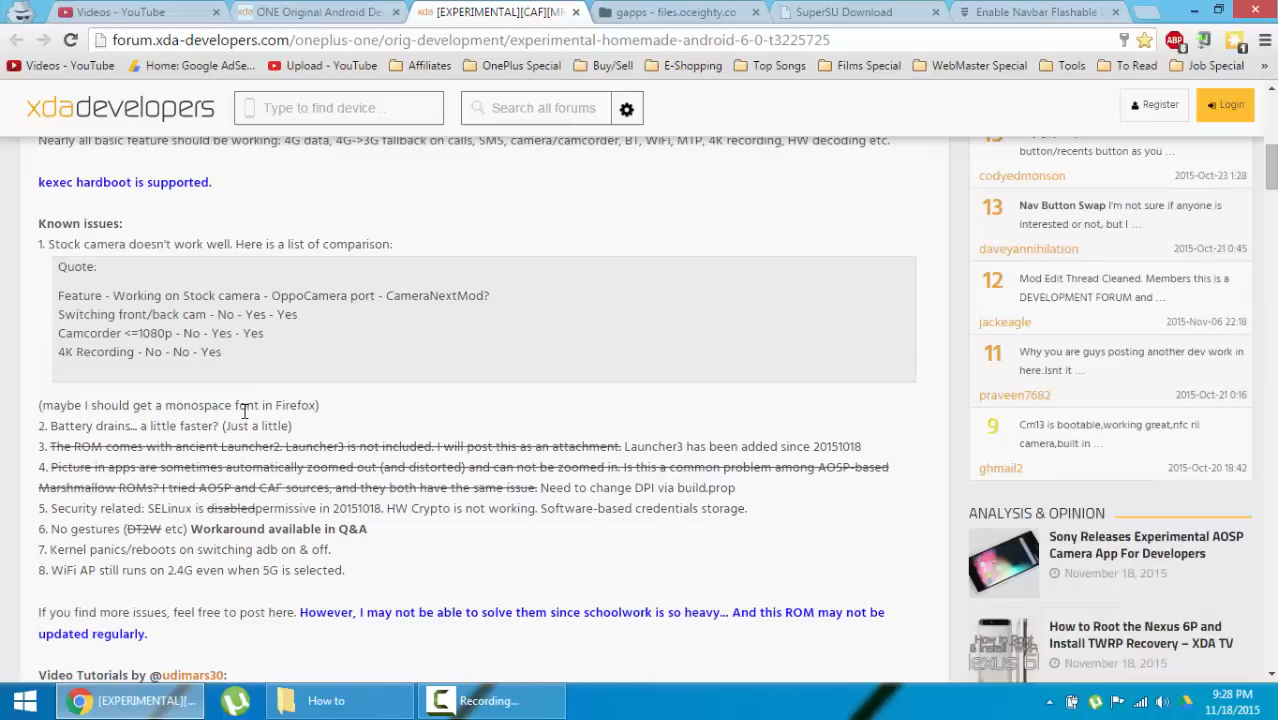 Videos - YouTube
ONE Original Android De
[EXPERIMENTAL][CAF][MF
gapps - files.oceighty.co
SuperSU Download
Enable Navbar Flashable
forum.xda-developers.com/oneplus-one/orig-development/experimental-homemade-android-6-0-t3225725
Videos - YouTube
Home: Google AdSe...
Upload - YouTube
Affiliates
OnePlus Special
Buy/Sell
E-Shopping
Top Songs
Films Special
WebMaster Special
Tools
To Read
Job Special
»
xdadevelopers
Type to find device ...
Search all forums
Register
Login
Nearly all basic feature should be working: 4G data, 4G->3G fallback on calls, SMS, camera/camcorder, BT, WiFi, MTP, 4K recording, HW decoding etc.
kexec hardboot is supported.
Known issues:
1. Stock camera doesn't work well. Here is a list of comparison:
Quote:
Feature - Working on Stock camera - OppoCamera port - CameraNextMod?
Switching front/back cam - No - Yes - Yes
Camcorder <=1080p - No - Yes - Yes
4K Recording - No - No - Yes
(maybe I should get a monospace font in Firefox)
2. Battery drains... a little faster? (Just a little)
3. The ROM comes with ancient Launcher2. Launcher3 is not included. I will post this as an attachment. Launcher3 has been added since 20151018
4. Picture in apps are sometimes automatically zoomed out (and distorted) and can not be zoomed in. Is this a common problem among AOSP-based
Marshmallow ROMs? I tried AOSP and CAF sources, and they both have the same issue. Need to change DPI via build.prop
5. Security related: SELinux is disabledpermissive in 20151018. HW Crypto is not working. Software-based credentials storage.
6. No gestures (DT2W etc) Workaround available in Q&A
7. Kernel panics/reboots on switching adb on & off.
8. WiFi AP still runs on 2.4G even when 5G is selected.
If you find more issues, feel free to post here. However, I may not be able to solve them since schoolwork is so heavy... And this ROM may not be
updated regularly.
Video Tutorials by @udimars30:
13
button/recents button as you ...
codyedmonson
2015-Oct-23 1:28
13
Nav Button Swap I'm not sure if anyone is
interested or not, but I ...
daveyannihilation
2015-Oct-21 0:45
12
Mod Edit Thread Cleaned. Members this is a
DEVELOPMENT FORUM and ...
jackeagle
2015-Nov-06 22:18
11
Why you are guys posting another dev work in
here..Isnt it ...
praveen7682
2015-Oct-21 0:16
9
Cm13 is bootable,working great,nfc ril
camera,built in ...
ghmail2
2015-Oct-20 18:42
ANALYSIS & OPINION
Sony Releases Experimental AOSP
Camera App For Developers
November 18, 2015
How to Root the Nexus 6P and
Install TWRP Recovery – XDA TV
November 18, 2015
[EXPERIMENTAL][...
How to
Recording...
9:28 PM
11/18/2015